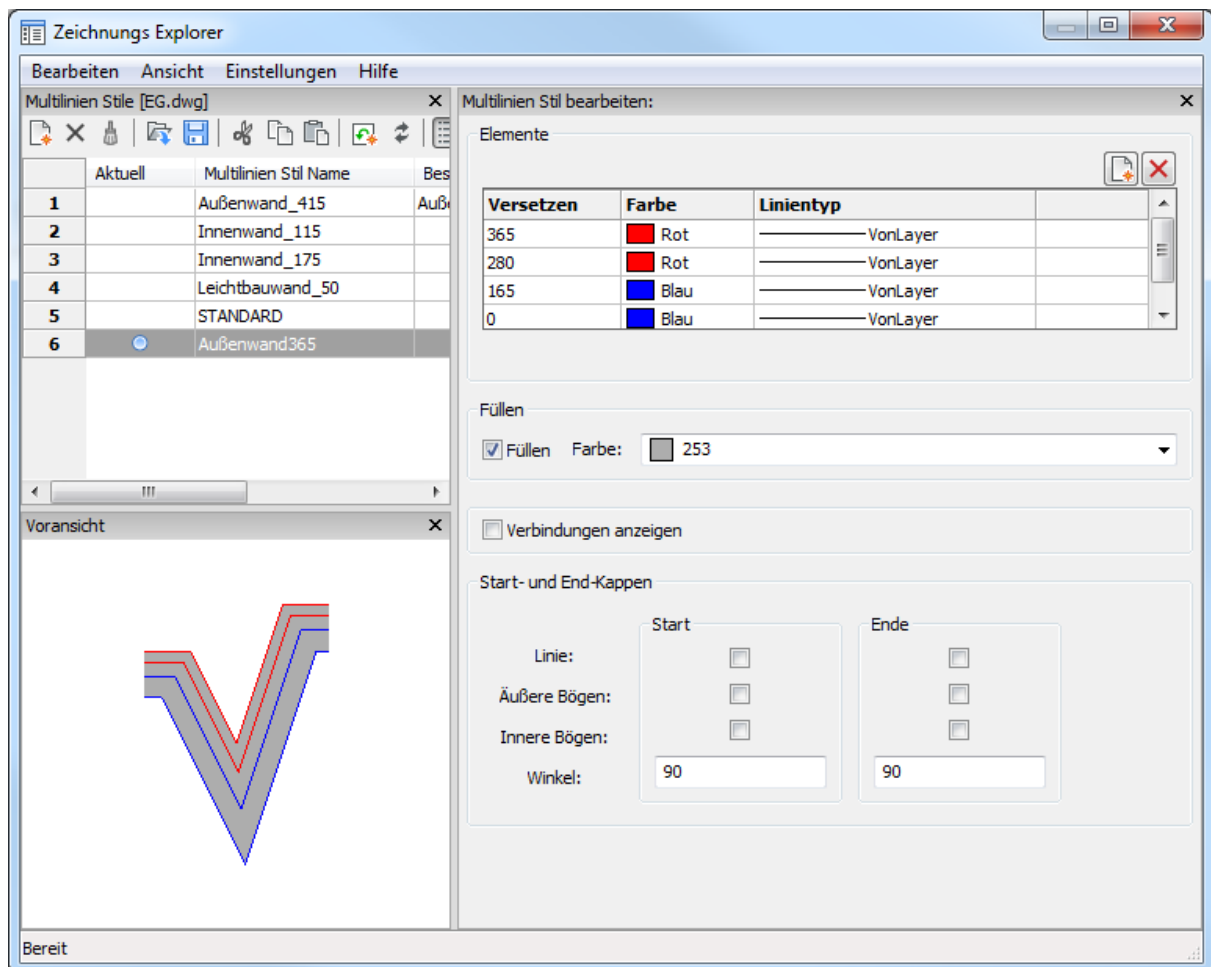 Zeichnungs Explorer
Bearbeiten Ansicht Einstellungen Hilfe
Multilinien Stile [EG.dwg]
Aktuell Multilinien Stil Name Bes
1 Außenwand_415 Auß
2 Innenwand_115
3 Innenwand_175
4 Leichtbauwand_50
5 STANDARD
6 Außenwand365
Voransicht
Multilinien Stil bearbeiten:
Elemente
Versetzen Farbe Linientyp
365 Rot VonLayer
280 Rot VonLayer
165 Blau VonLayer
0 Blau VonLayer
Füllen
Füllen Farbe: 253
Verbindungen anzeigen
Start- und End-Kappen
Start Ende
Linie:
Äußere Bögen:
Innere Bögen:
Winkel: 90 90
Bereit